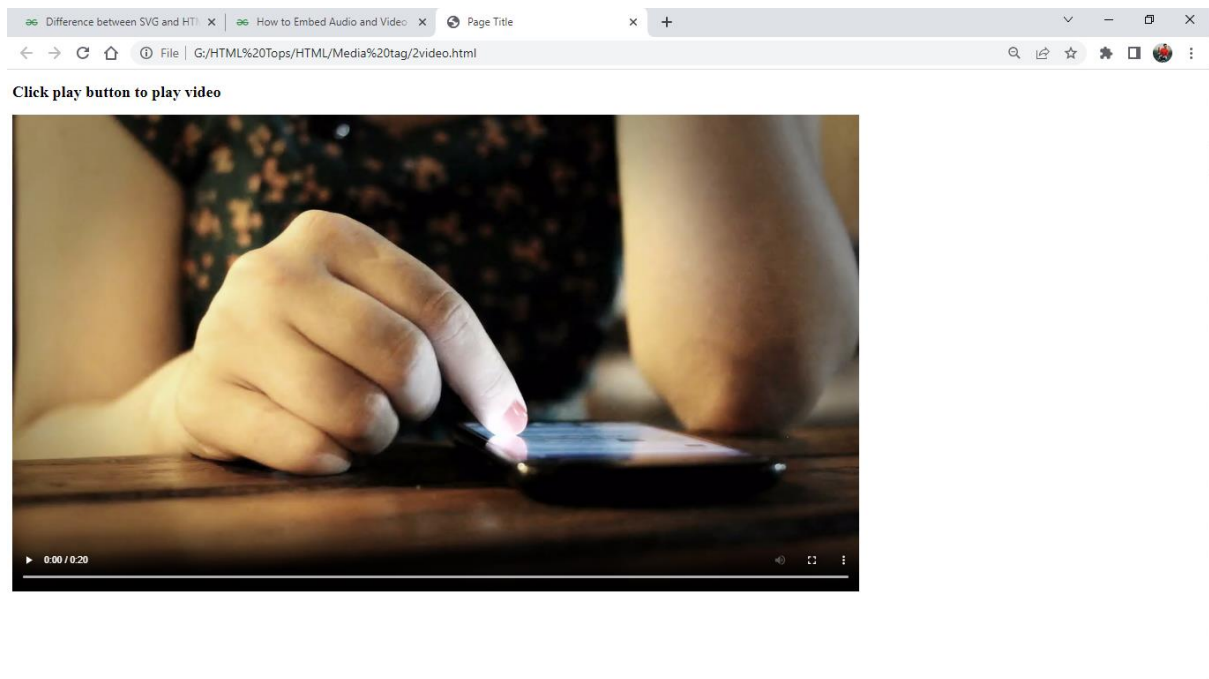 Difference between SVG and HT
How to Embed Audio and Video
Page Title
File
G:/HTML%20Tops/HTML/Media%20tag/2video.html
Click play button to play video
0:00 / 0:20